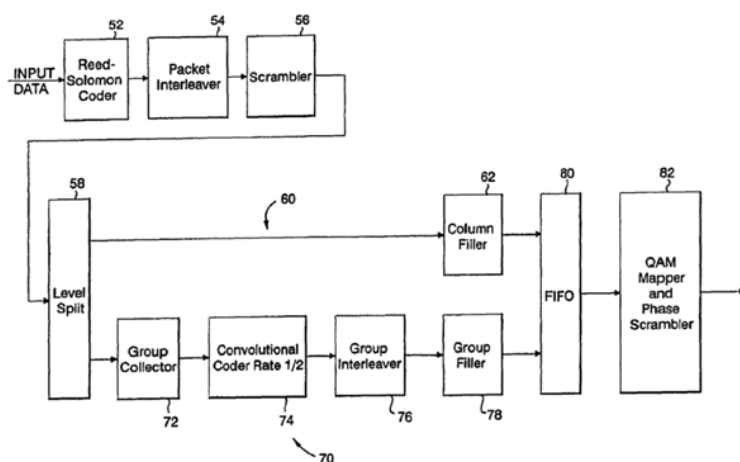 52
54
56
INPUT
DATA
Reed-
Solomon
Coder
Packet
Interleaver
Scrambler
58
60
62
80
82
Level
Split
Column
Filler
FIFO
QAM
Mapper
and
Phase
Scrambler
Group
Collector
Convolutional
Coder Rate 1/2
Group
Interleaver
Group
Filler
72
74
76
78
70